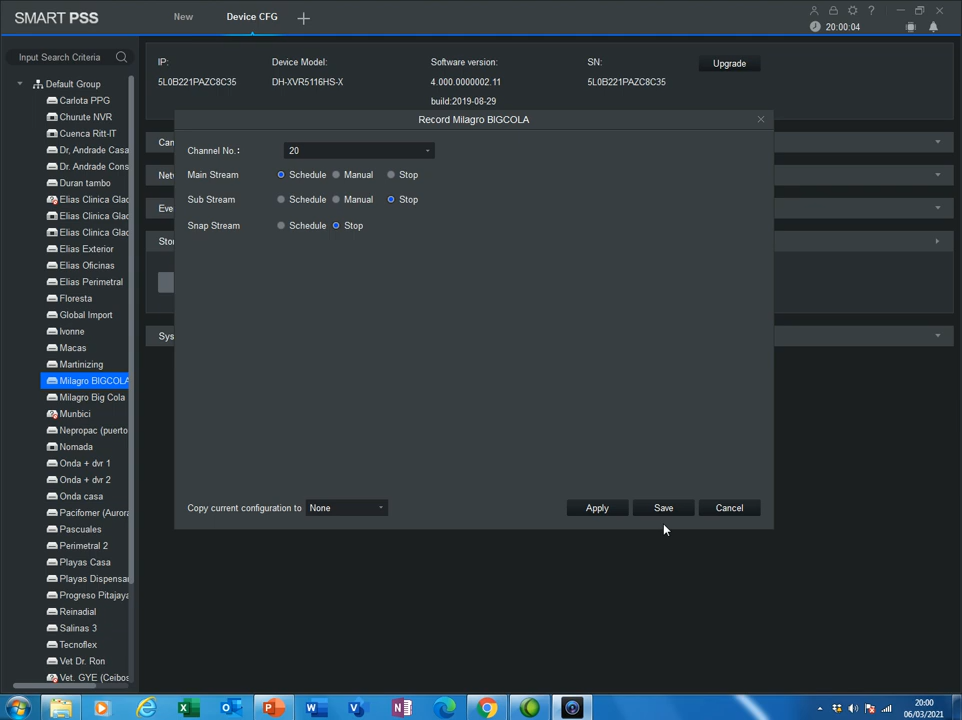 SMART PSS
New
Device CFG
20:00:04
Input Search Criteria
Default Group
Carlota PPG
Churute NVR
Cuenca Ritt-IT
Dr, Andrade Casa
Dr. Andrade Cons
Duran tambo
Elias Clinica Glac
Elias Clinica Glac
Elias Clinica Glac
Elias Exterior
Elias Oficinas
Elias Perimetral
Floresta
Global Import
Ivonne
Macas
Martinizing
Milagro BIGCOLA
Milagro Big Cola
Munbici
Nepropac (puerto
Nomada
Onda + dvr 1
Onda + dvr 2
Onda casa
Pacifomer (Aurora
Pascuales
Perimetral 2
Playas Casa
Playas Dispensa
Progreso Pitajaya
Reinadial
Salinas 3
Tecnoflex
Vet Dr. Ron
Vet. GYE (Ceibos
IP: Device Model: Software version: SN: Upgrade
5L0B221PAZC8C35 DH-XVR5116HS-X 4.000.0000002.11 5L0B221PAZC8C35
build:2019-08-29
Record Milagro BIGCOLA
Channel No.: 20
Main Stream Schedule Manual Stop
Sub Stream Schedule Manual Stop
Snap Stream Schedule Stop
Copy current configuration to None Apply Save Cancel
Can
Net
Eve
Stor
Sys
20:00
06/03/2021